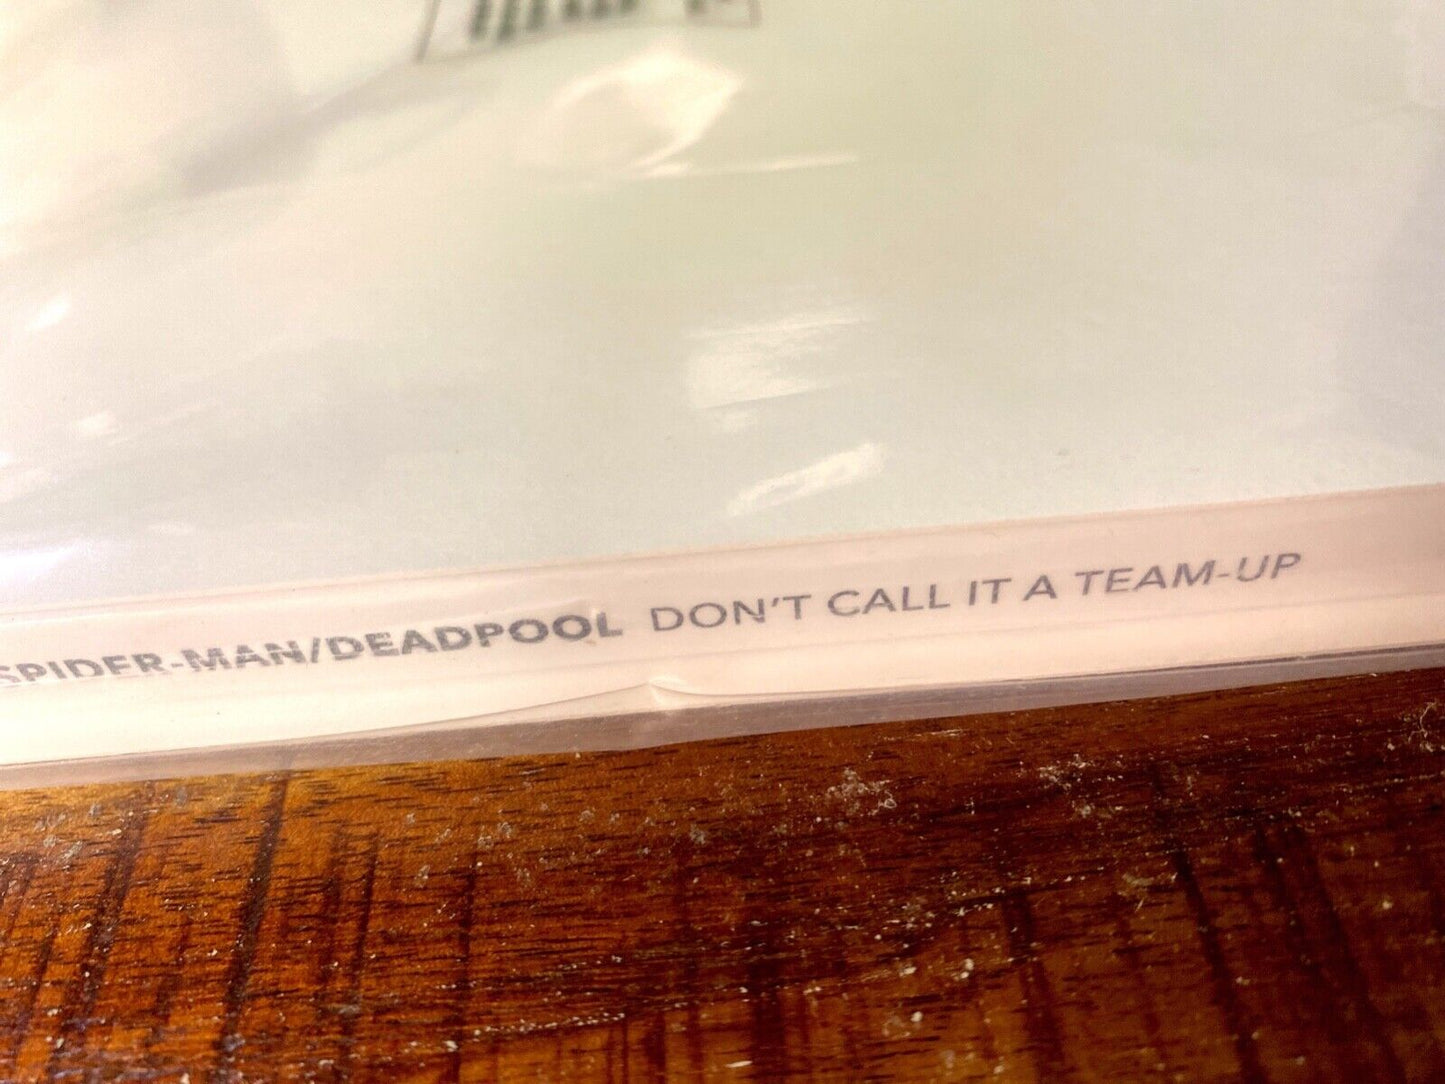 SPIDER-MAN/DEADPOOL DON'T CALL IT A TEAM-UP